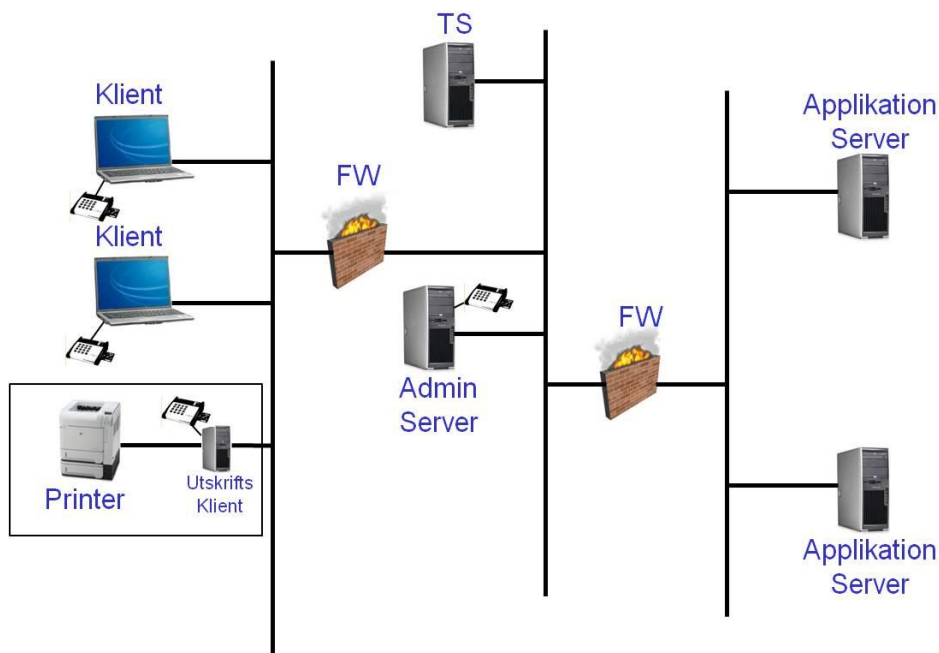 TS
Klient
Applikation
Server
FW
Klient
FW
Admin
Server
Printer
Utskrifts
Klient
Applikation
Server